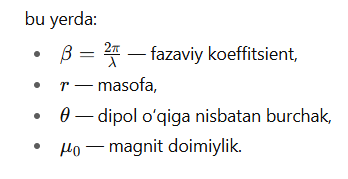 bu yerda:
• β = 2π/λ — fazaviy koeffitsient,
• r — masofa,
• θ — dipol o‘qiga nisbatan burchak,
• μ₀ — magnit doimiylik.